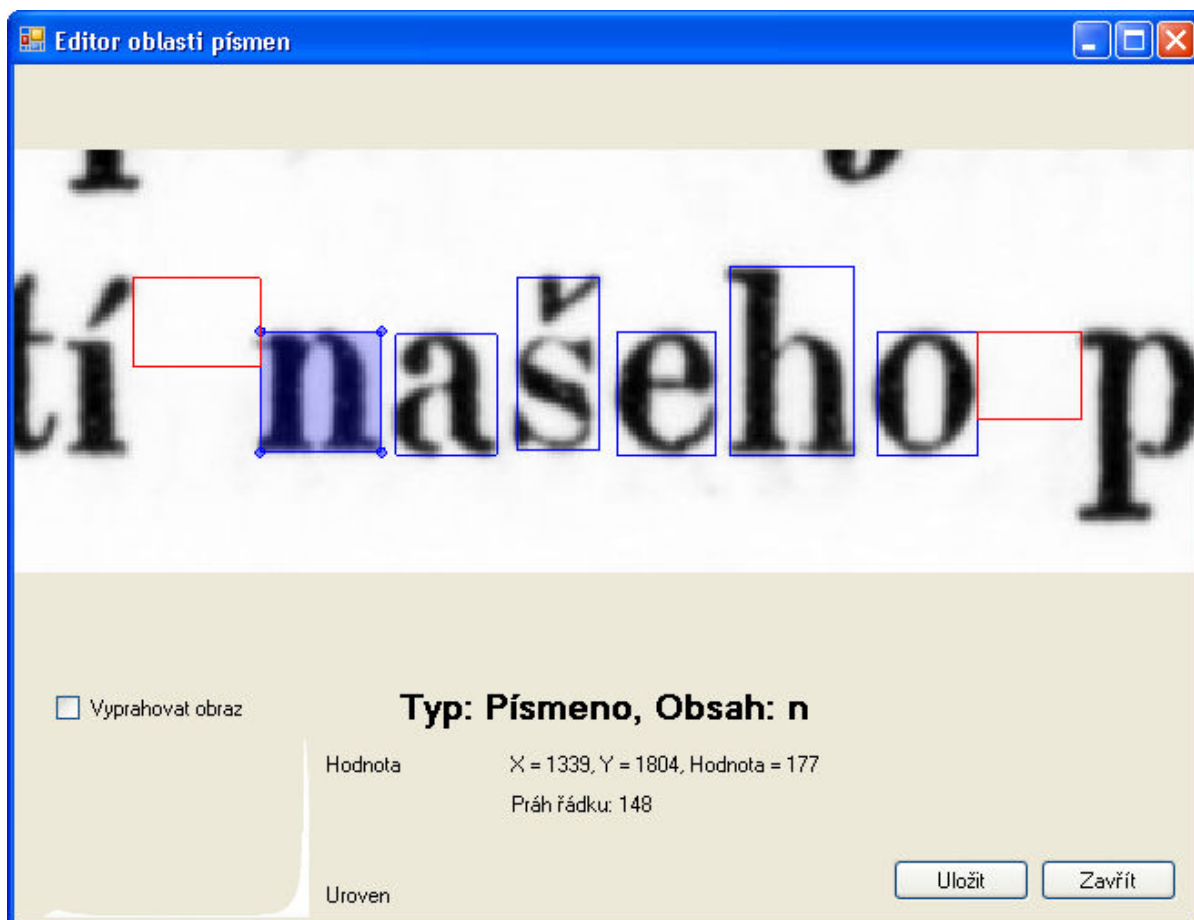 Editor oblasti písmen
tí našeho p
Vyprahovat obraz
Typ: Písmeno, Obsah: n
Hodnota
X = 1339, Y = 1804, Hodnota = 177
Práh řádku: 148
Uroven
Uložit
Zavřít